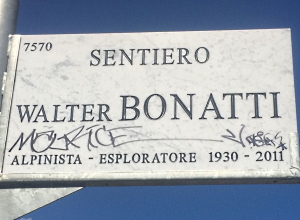 7570
SENTIERO
WALTER BONATTI
ALPINISTA - ESPLORATORE 1930 - 2011